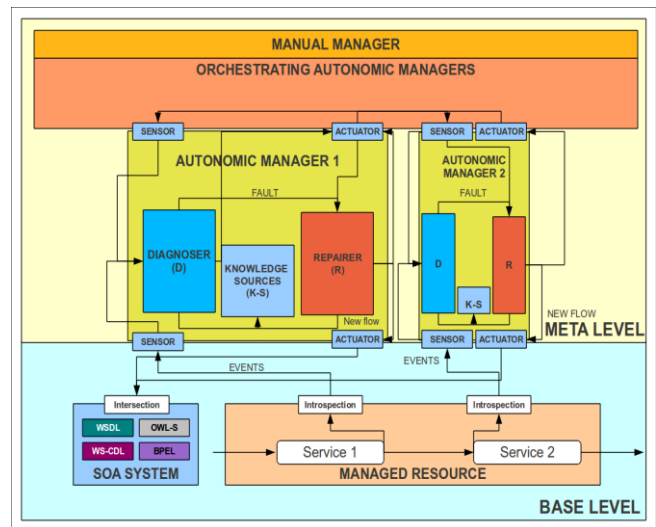 MANUAL MANAGER
ORCHESTRATING AUTONOMIC MANAGERS
SENSOR
ACTUATOR
SENSOR
ACTUATOR
AUTONOMIC MANAGER 1
AUTONOMIC
MANAGER 2
FAULT
FAULT
DIAGNOSER
(D)
KNOWLEDGE
SOURCES
(K-S)
REPAIRER
(R)
D
R
K-S
New flow
NEW FLOW
META LEVEL
SENSOR
ACTUATOR
SENSOR
ACTUATOR
EVENTS
EVENTS
Intersection
Introspection
Introspection
WSDL
OWL-S
WS-CDL
BPEL
SOA SYSTEM
Service 1
Service 2
MANAGED RESOURCE
BASE LEVEL